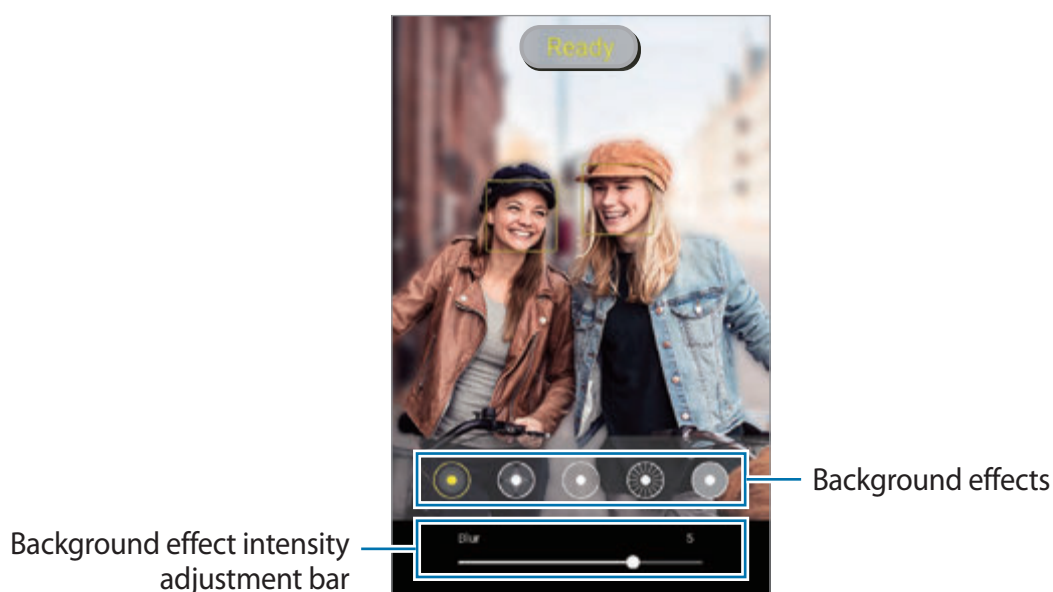 Ready
Background effects
Blur 5
Background effect intensity
adjustment bar